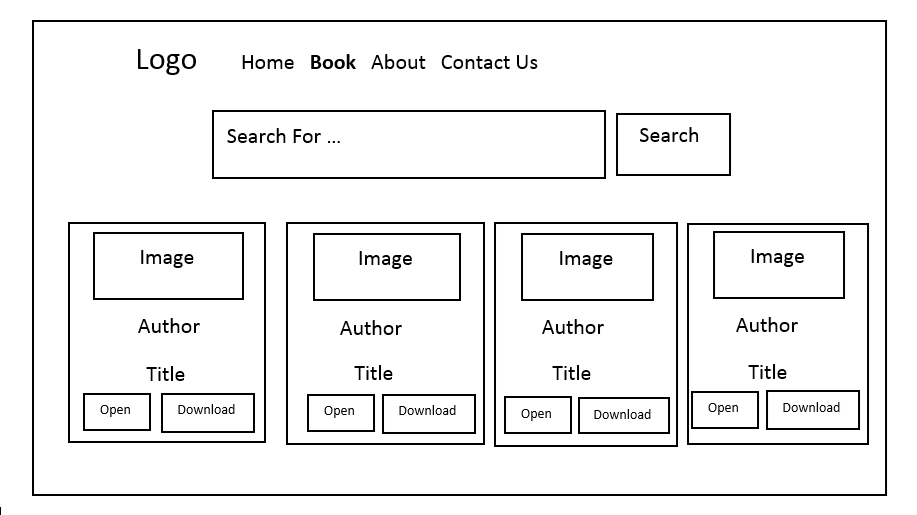 Logo Home Book About Contact Us
Search For ... Search
Image Image Image Image
Author Author Author Author
Title Title Title Title
Open Download Open Download Open Download Open Download